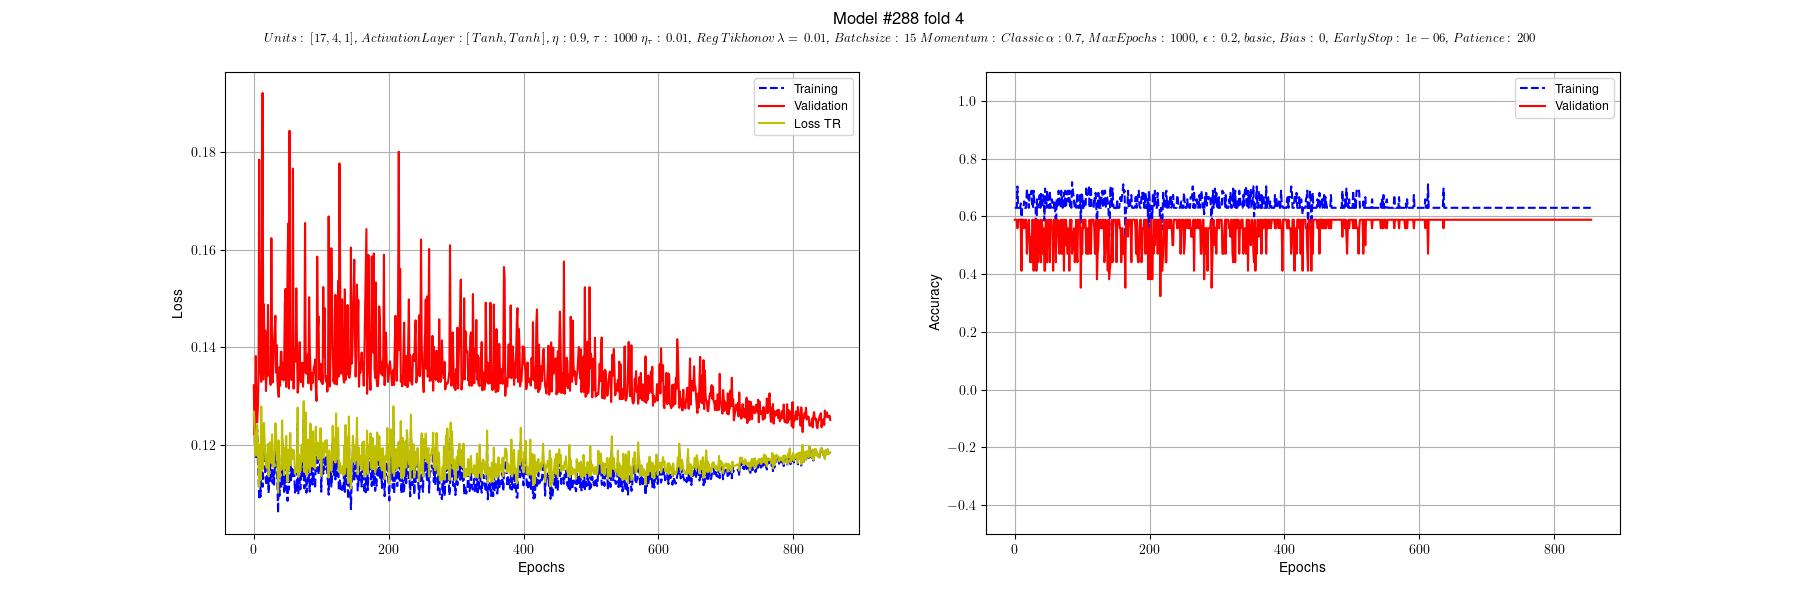 Model #288 fold 4
Units : [17, 4, 1], ActivationLayer : [Tanh, Tanh], η : 0.9, τ : 1000 η_τ : 0.01, Reg Tikhonov λ = 0.01, Batchsize : 15 Momentum : Classic α : 0.7, MaxEpochs : 1000, ϵ : 0.2, basic, Bias : 0, EarlyStop : 1e − 06, Patience : 200
Training
Validation
Loss TR
0.18
0.16
0.14
0.12
Loss
0
200
400
600
800
Epochs
Training
Validation
1.0
0.8
0.6
0.4
0.2
0.0
−0.2
−0.4
Accuracy
0
200
400
600
800
Epochs